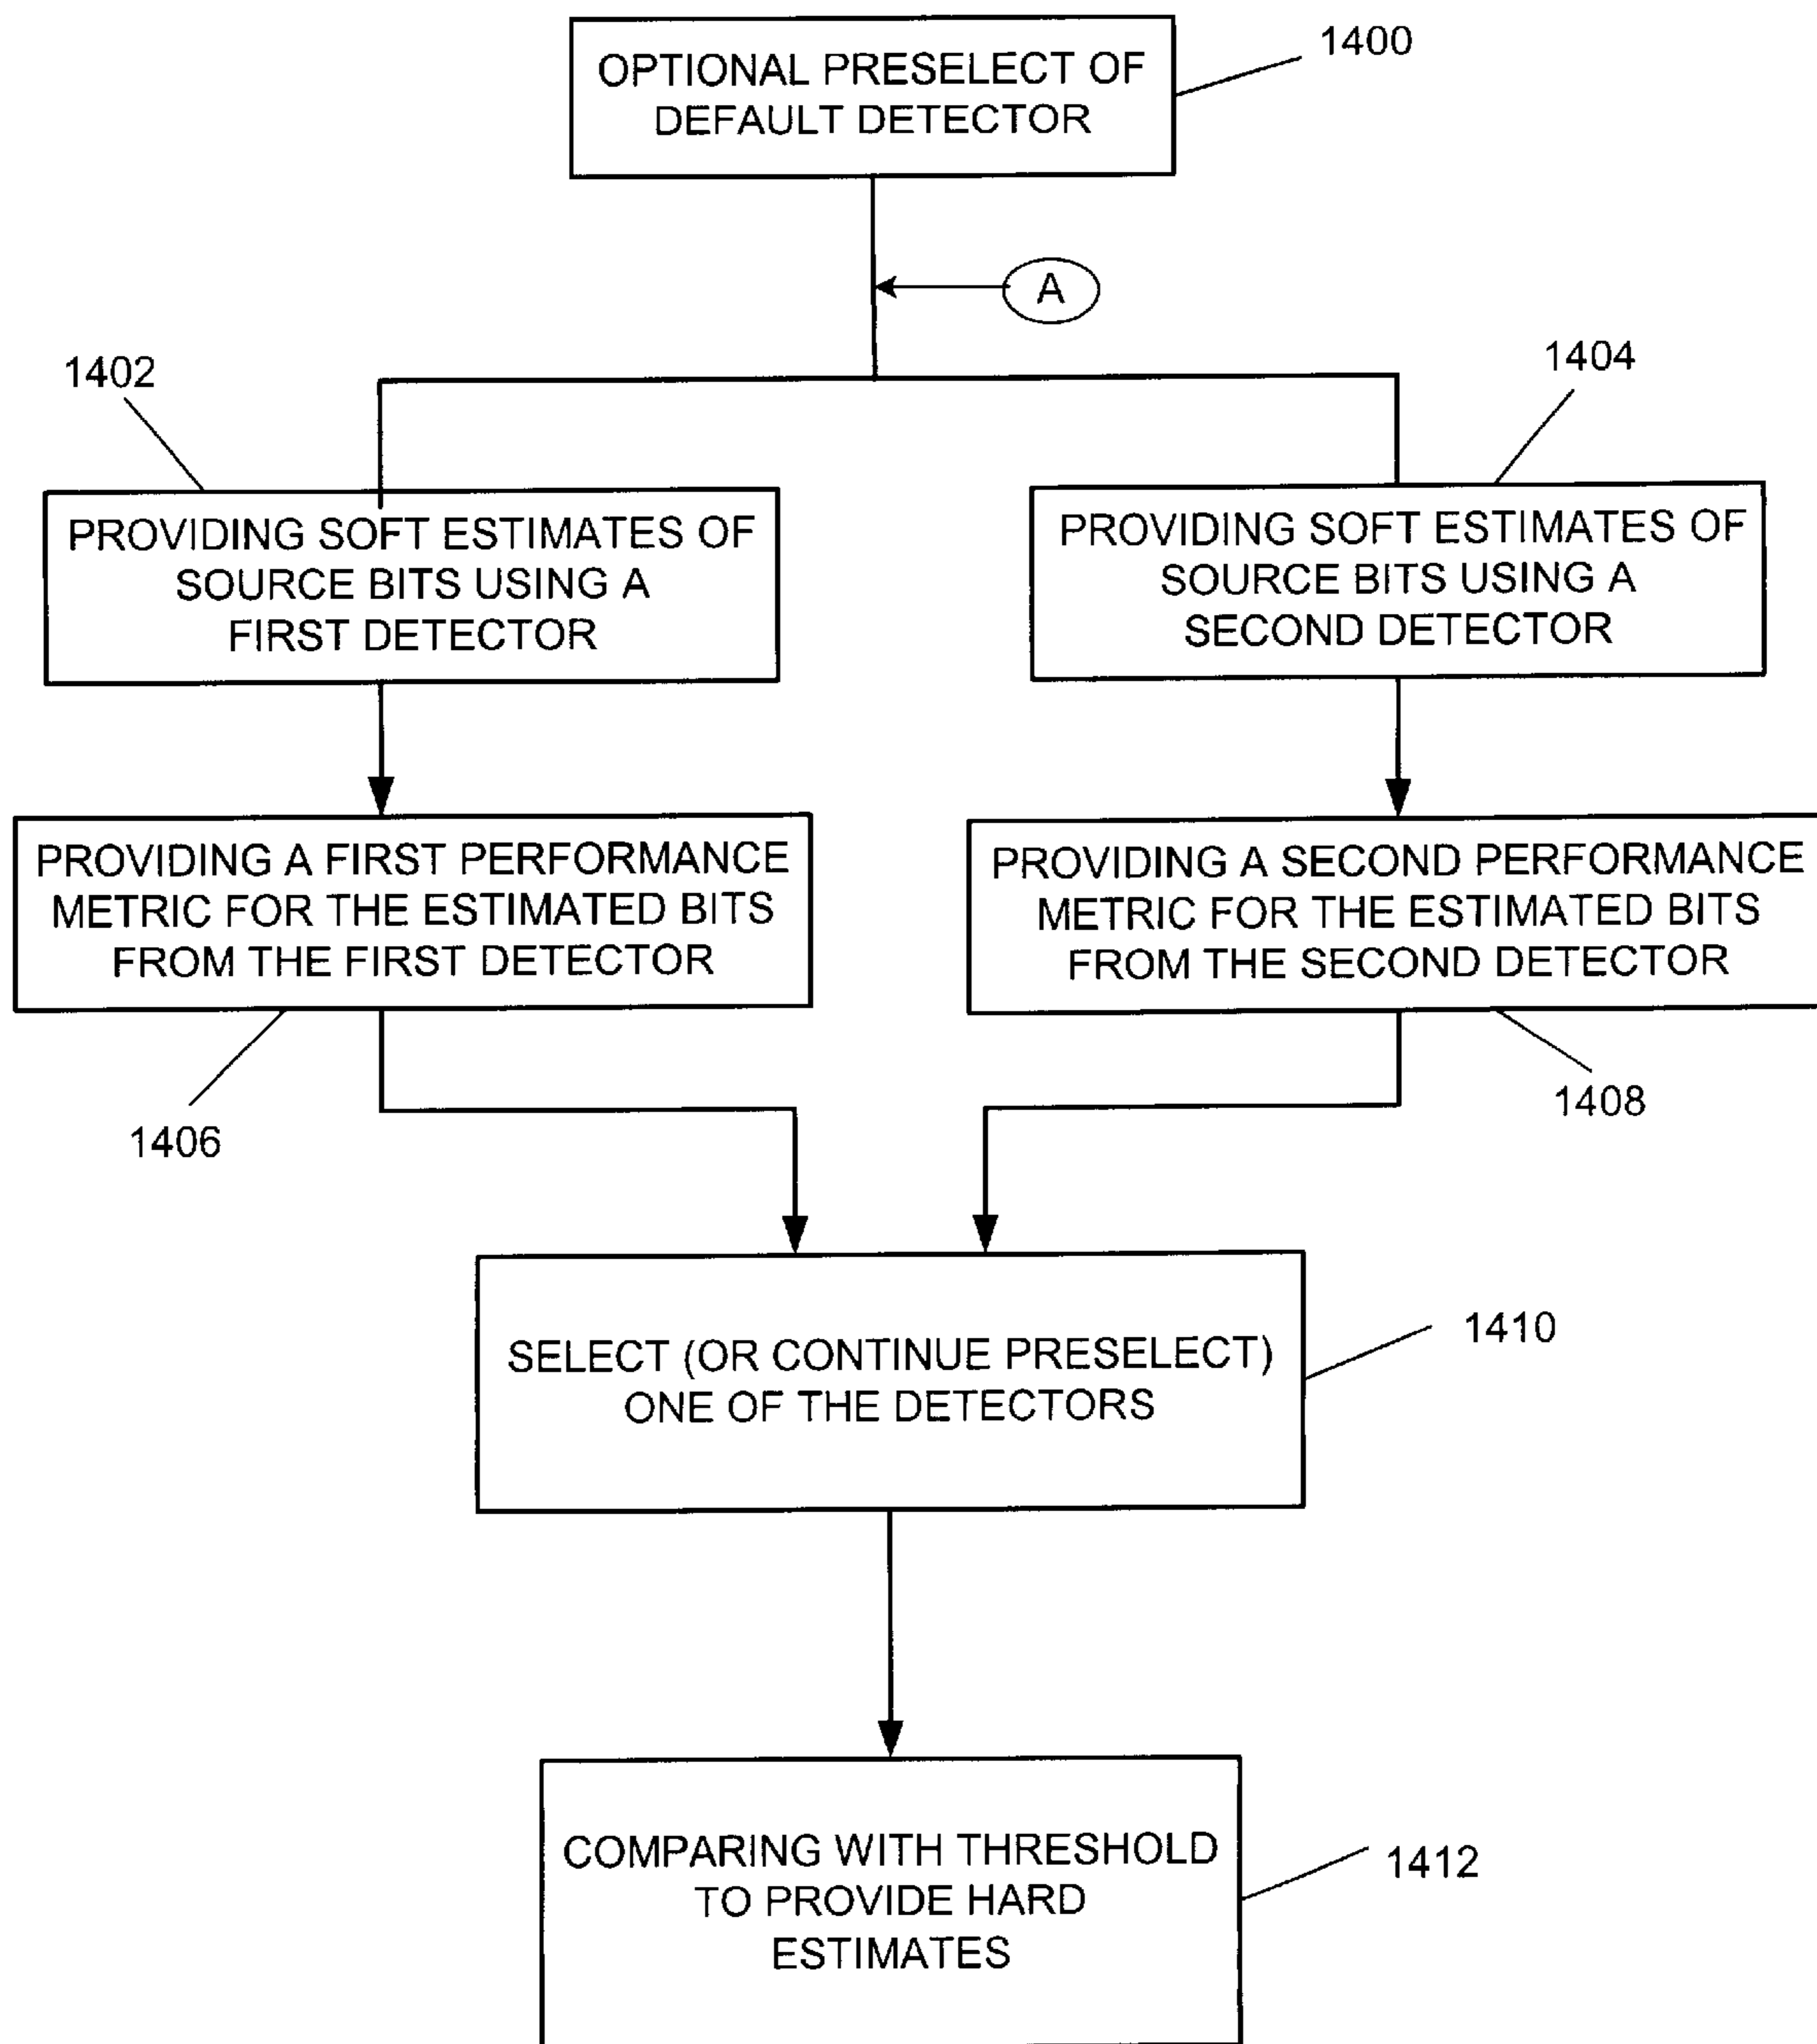 OPTIONAL PRESELECT OF
DEFAULT DETECTOR
1400
A
1402
1404
PROVIDING SOFT ESTIMATES OF
SOURCE BITS USING A
FIRST DETECTOR
PROVIDING SOFT ESTIMATES OF
SOURCE BITS USING A
SECOND DETECTOR
PROVIDING A FIRST PERFORMANCE
METRIC FOR THE ESTIMATED BITS
FROM THE FIRST DETECTOR
PROVIDING A SECOND PERFORMANCE
METRIC FOR THE ESTIMATED BITS
FROM THE SECOND DETECTOR
1406
1408
SELECT (OR CONTINUE PRESELECT)
ONE OF THE DETECTORS
1410
COMPARING WITH THRESHOLD
TO PROVIDE HARD
ESTIMATES
1412